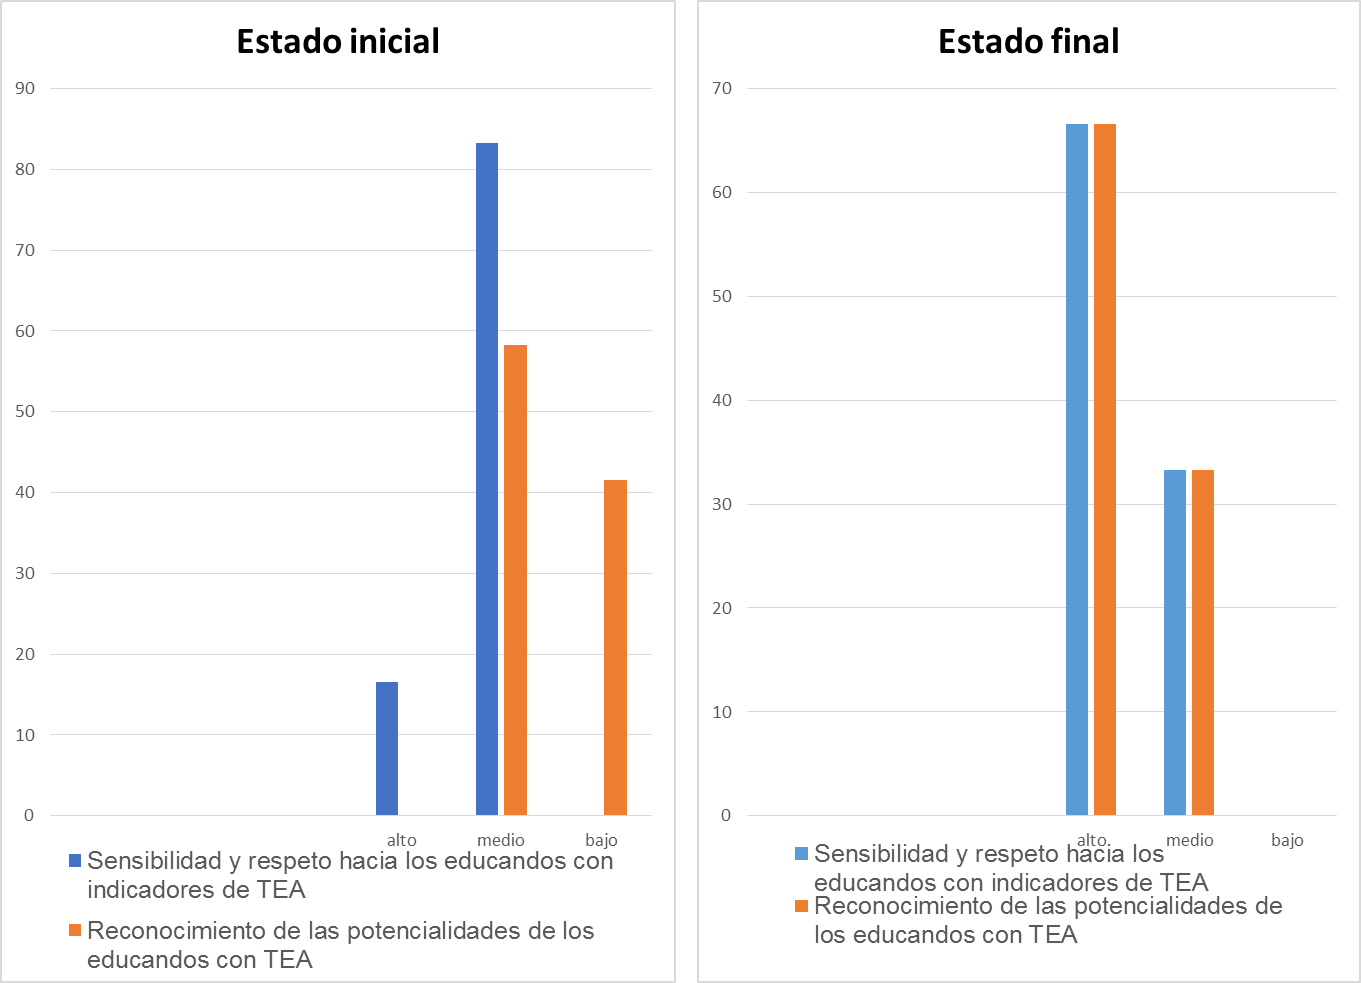 Estado inicial
90
80
70
60
50
40
30
20
10
0
alto
medio
bajo
Sensibilidad y respeto hacia los educandos con
indicadores de TEA
Reconocimiento de las potencialidades de los
educandos con TEA
Estado final
70
60
50
40
30
20
10
0
alto.
medio
bajo
Sensibilidad y respeto hacia los
educandos con indicadores de TEA
Reconocimiento de las potencialidades de
los educandos con TEA